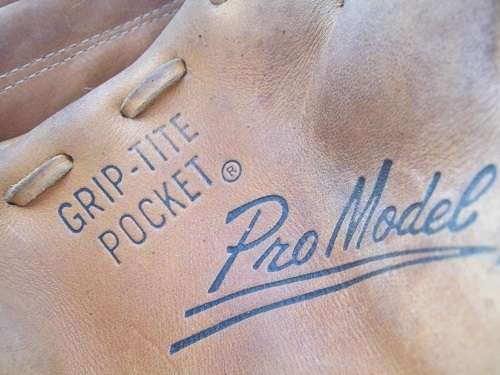 GRIP-TITE
POCKET®
Pro Model